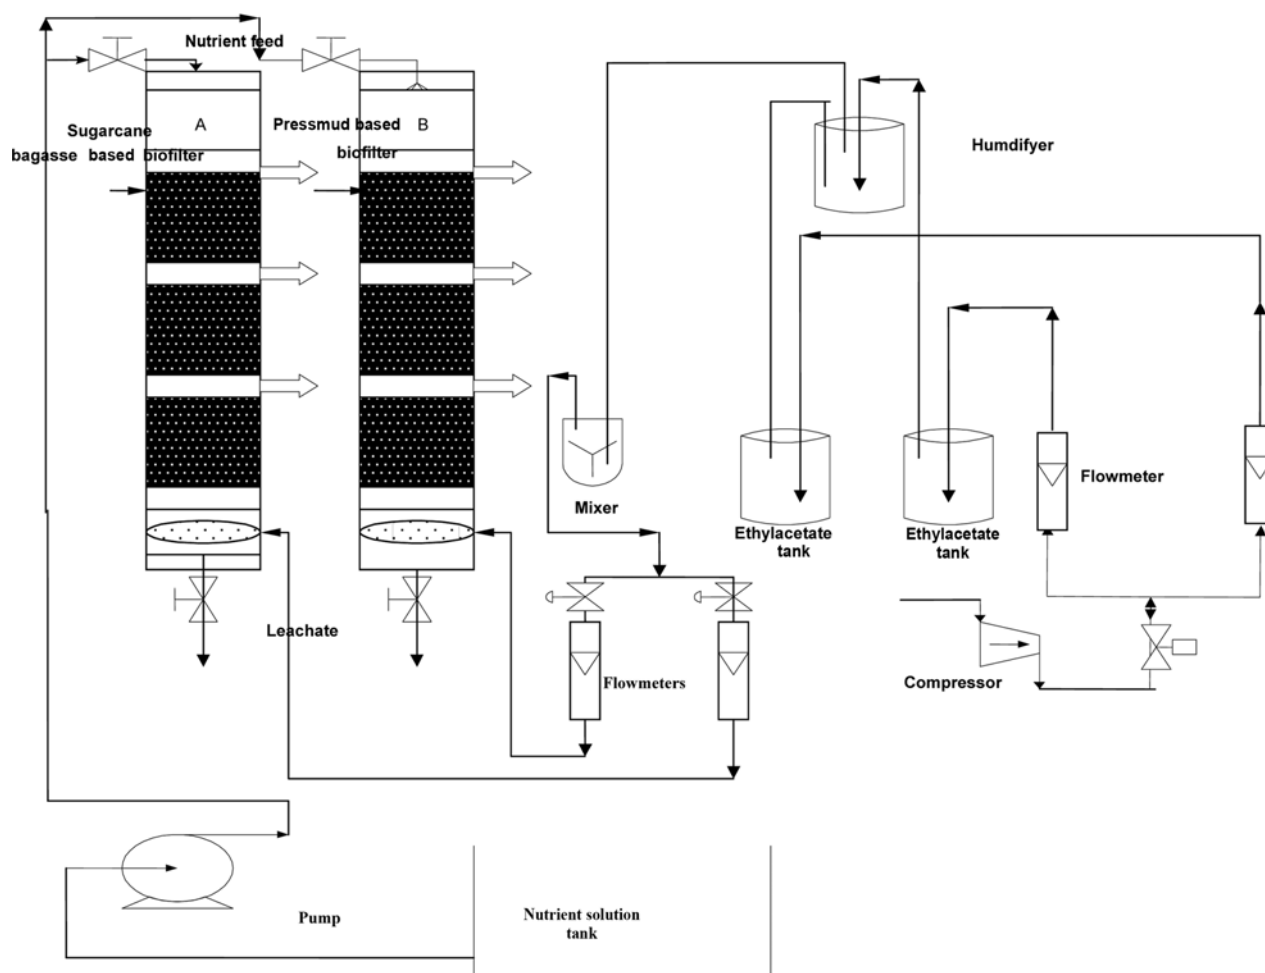 Nutrient feed
A
B
Sugarcane
bagasse based biofilter
Pressmud based
biofilter
Humdifyer
Mixer
Ethylacetate
tank
Ethylacetate
tank
Flowmeter
Leachate
Flowmeters
Compressor
Pump
Nutrient solution
tank